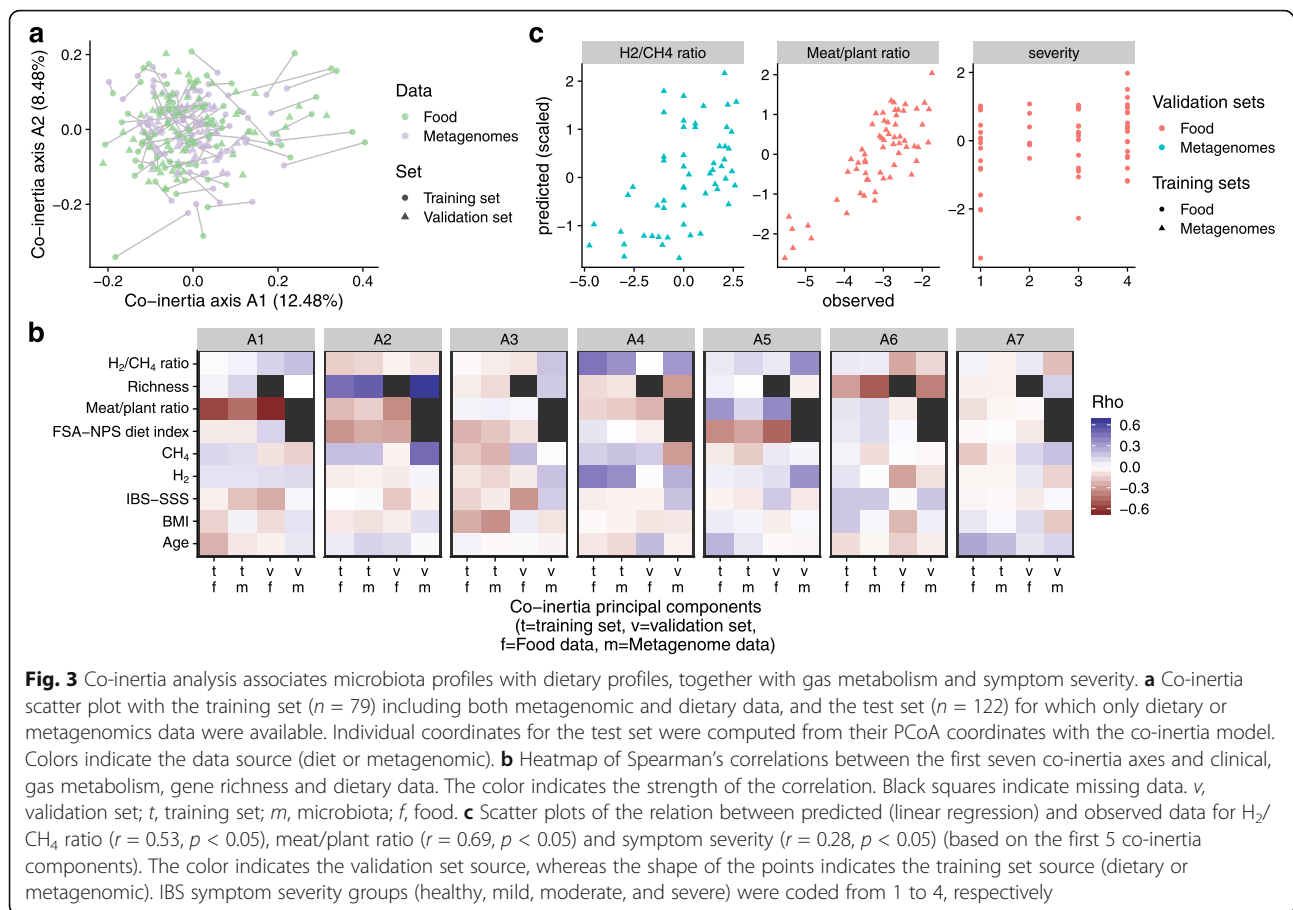 a
0.2
0.0
−0.2
Co−inertia axis A2 (8.48%)
−0.2
0.0
0.2
0.4
Co−inertia axis A1 (12.48%)
Data
Food
Metagenomes
Set
Training set
Validation set
c
H2/CH4 ratio
Meat/plant ratio
severity
predicted (scaled)
2
1
0
−1
−5.0
−2.5
0.0
2.5
2
1
0
−1
−2
−5
−4
−3
−2
observed
2
0
−2
1
2
3
4
Validation sets
Food
Metagenomes
Training sets
Food
Metagenomes
b
A1 A2 A3 A4 A5 A6 A7
H2/CH4 ratio
Richness
Meat/plant ratio
FSA−NPS diet index
CH4
H2
IBS−SSS
BMI
Age
t t v v t t v v t t v v t t v v t t v v t t v v t t v v
f m f m f m f m f m f m f m f m f m f m f m f m f m f m
Co−inertia principal components
(t=training set, v=validation set,
f=Food data, m=Metagenome data)
Rho
0.6
0.3
0.0
−0.3
−0.6
Fig. 3 Co-inertia analysis associates microbiota profiles with dietary profiles, together with gas metabolism and symptom severity. a Co-inertia
scatter plot with the training set (n = 79) including both metagenomic and dietary data, and the test set (n = 122) for which only dietary or
metagenomics data were available. Individual coordinates for the test set were computed from their PCoA coordinates with the co-inertia model.
Colors indicate the data source (diet or metagenomic). b Heatmap of Spearman's correlations between the first seven co-inertia axes and clinical,
gas metabolism, gene richness and dietary data. The color indicates the strength of the correlation. Black squares indicate missing data. v,
validation set; t, training set; m, microbiota; f, food. c Scatter plots of the relation between predicted (linear regression) and observed data for H2/
CH4 ratio (r = 0.53, p < 0.05), meat/plant ratio (r = 0.69, p < 0.05) and symptom severity (r = 0.28, p < 0.05) (based on the first 5 co-inertia
components). The color indicates the validation set source, whereas the shape of the points indicates the training set source (dietary or
metagenomic). IBS symptom severity groups (healthy, mild, moderate, and severe) were coded from 1 to 4, respectively